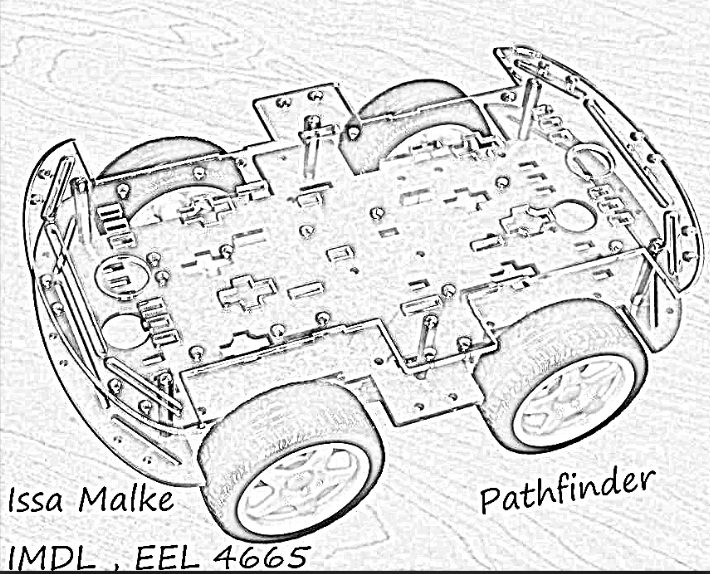 Issa Malke
Pathfinder
IMDL , EEL 4665